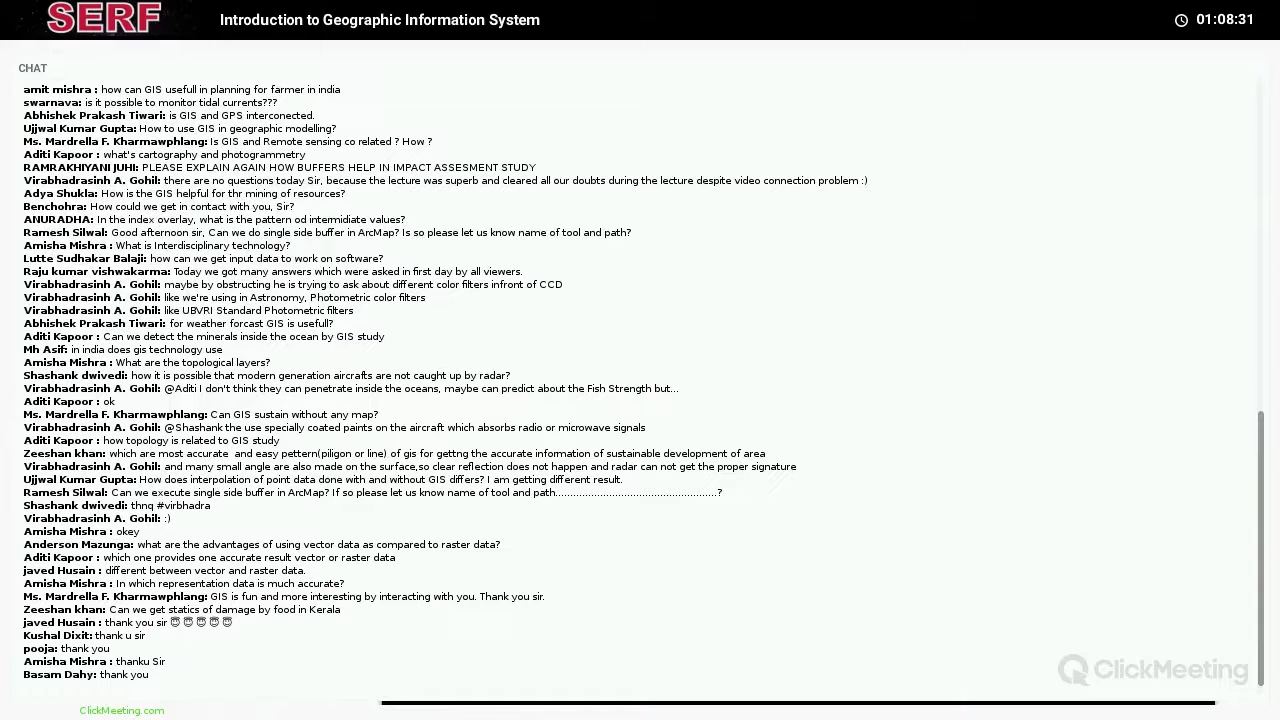 SERF
Introduction to Geographic Information System
01:08:31
CHAT
amit mishra : how can GIS usefull in planning for farmer in india
swarnava: is it possible to monitor tidal currents???
Abhishek Prakash Tiwari: is GIS and GPS interconected.
Ujjwal Kumar Gupta: How to use GIS in geographic modelling?
Ms. Mardrella F. Kharmawphlang: Is GIS and Remote sensing co related ? How ?
Aditi Kapoor : what's cartography and photogrammetry
RAMRAKHIYANI JUHI: PLEASE EXPLAIN AGAIN HOW BUFFERS HELP IN IMPACT ASSESMENT STUDY
Virabhadrasinh A. Gohil: there are no questions today Sir, because the lecture was superb and cleared all our doubts during the lecture despite video connection problem :)
Adya Shukla: How is the GIS helpful for thr mining of resources?
Benchohra: How could we get in contact with you, Sir?
ANURADHA: In the index overlay, what is the pattern od intermidiate values?
Ramesh Silwal: Good afternoon sir, Can we do single side buffer in ArcMap? Is so please let us know name of tool and path?
Amisha Mishra : What is Interdisciplinary technology?
Lutte Sudhakar Balaji: how can we get input data to work on software?
Raju kumar vishwakarma: Today we got many answers which were asked in first day by all viewers.
Virabhadrasinh A. Gohil: maybe by obstructing he is trying to ask about different color filters infront of CCD
Virabhadrasinh A. Gohil: like we're using in Astronomy, Photometric color filters
Virabhadrasinh A. Gohil: like UBVRI Standard Photometric filters
Abhishek Prakash Tiwari: for weather forcast GIS is usefull?
Aditi Kapoor : Can we detect the minerals inside the ocean by GIS study
Mh Asif: in india does gis technology use
Amisha Mishra : What are the topological layers?
Shashank dwivedi: how it is possible that modern generation aircrafts are not caught up by radar?
Virabhadrasinh A. Gohil: @Aditi I don't think they can penetrate inside the oceans, maybe can predict about the Fish Strength but...
Aditi Kapoor : ok
Ms. Mardrella F. Kharmawphlang: Can GIS sustain without any map?
Virabhadrasinh A. Gohil: @Shashank the use specially coated paints on the aircraft which absorbs radio or microwave signals
Aditi Kapoor : how topology is related to GIS study
Zeeshan khan: which are most accurate  and easy pettern(piligon or line) of gis for gettng the accurate information of sustainable development of area
Virabhadrasinh A. Gohil: and many small angle are also made on the surface,so clear reflection does not happen and radar can not get the proper signature
Ujjwal Kumar Gupta: How does interpolation of point data done with and without GIS differs? I am getting different result.
Ramesh Silwal: Can we execute single side buffer in ArcMap? If so please let us know name of tool and path......................................................?
Shashank dwivedi: thnq #virbhadra
Virabhadrasinh A. Gohil: :)
Amisha Mishra : okey
Anderson Mazunga: what are the advantages of using vector data as compared to raster data?
Aditi Kapoor : which one provides one accurate result vector or raster data
javed Husain : different between vector and raster data.
Amisha Mishra : In which representation data is much accurate?
Ms. Mardrella F. Kharmawphlang: GIS is fun and more interesting by interacting with you. Thank you sir.
Zeeshan khan: Can we get statics of damage by food in Kerala
javed Husain : thank you sir 😇 😇 😇 😇 😇
Kushal Dixit: thank u sir
pooja: thank you
Amisha Mishra : thanku Sir
Basam Dahy: thank you
ClickMeeting
ClickMeeting.com